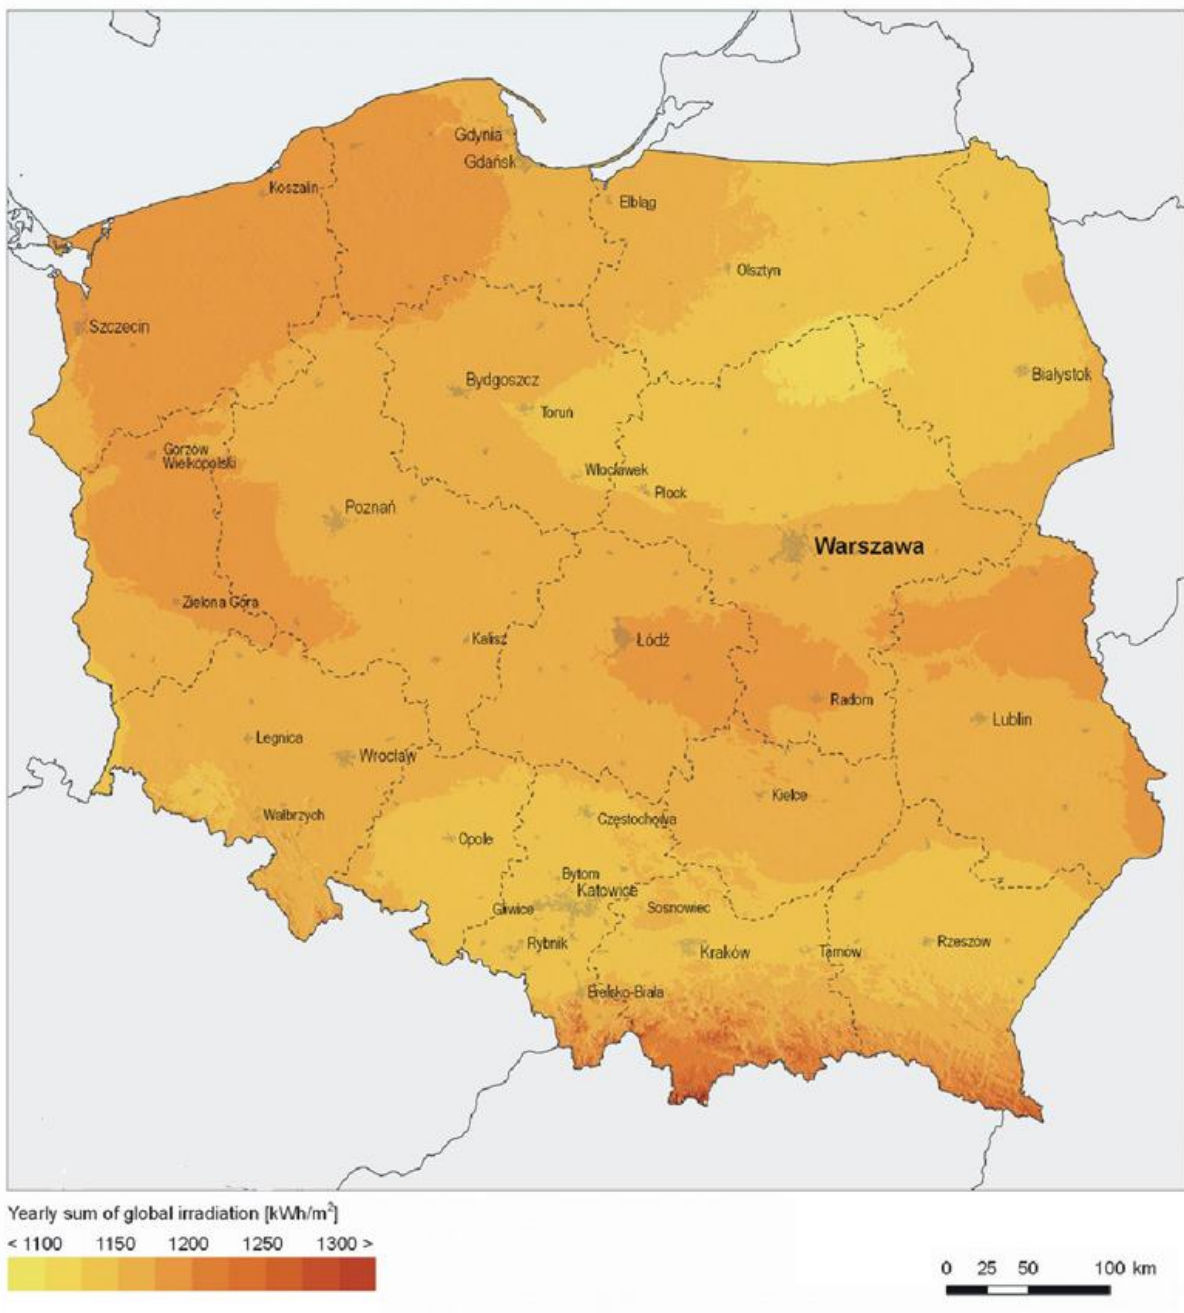 Gdynia
Gdańsk
Koszalin
Elbląg
Olsztyn
Szczecin
Białystok
Bydgoszcz
Toruń
Gorzów
Wielkopolski
Włocławek
Płock
Poznań
Warszawa
Zielona Góra
Kalisz
Łódź
Radom
Lublin
Legnica
Wrocław
Kielce
Wałbrzych
Częstochowa
Opole
Bytom
Katowice
Gliwice
Sosnowiec
Rybnik
Kraków
Tarnow
Rzeszów
Bielsko-Biała
Yearly sum of global irradiation [kWh/m²]
< 1100 1150 1200 1250 1300 >
0 25 50 100 km